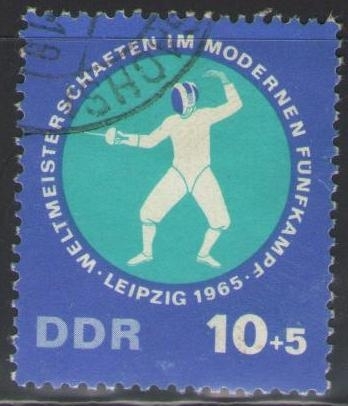 WELTMEISTERSCHAFTEN IM MODERNEN FÜNFKAMPF · LEIPZIG 1965 ·
DDR 10+5